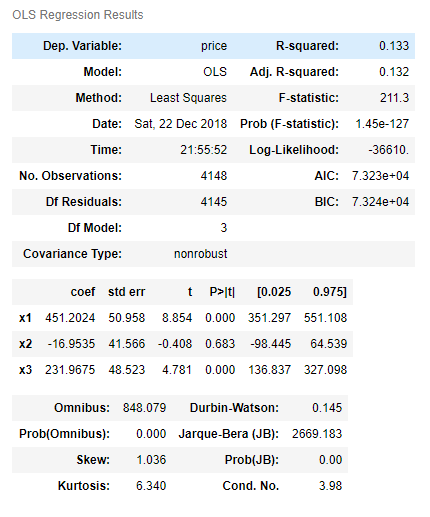 OLS Regression Results
Dep. Variable: price R-squared: 0.133
Model: OLS Adj. R-squared: 0.132
Method: Least Squares F-statistic: 211.3
Date: Sat, 22 Dec 2018 Prob (F-statistic): 1.45e-127
Time: 21:55:52 Log-Likelihood: -36610.
No. Observations: 4148 AIC: 7.323e+04
Df Residuals: 4145 BIC: 7.324e+04
Df Model: 3
Covariance Type: nonrobust
coef std err t P>|t| [0.025 0.975]
x1 451.2024 50.958 8.854 0.000 351.297 551.108
x2 -16.9535 41.566 -0.408 0.683 -98.445 64.539
x3 231.9675 48.523 4.781 0.000 136.837 327.098
Omnibus: 848.079 Durbin-Watson: 0.145
Prob(Omnibus): 0.000 Jarque-Bera (JB): 2669.183
Skew: 1.036 Prob(JB): 0.00
Kurtosis: 6.340 Cond. No. 3.98